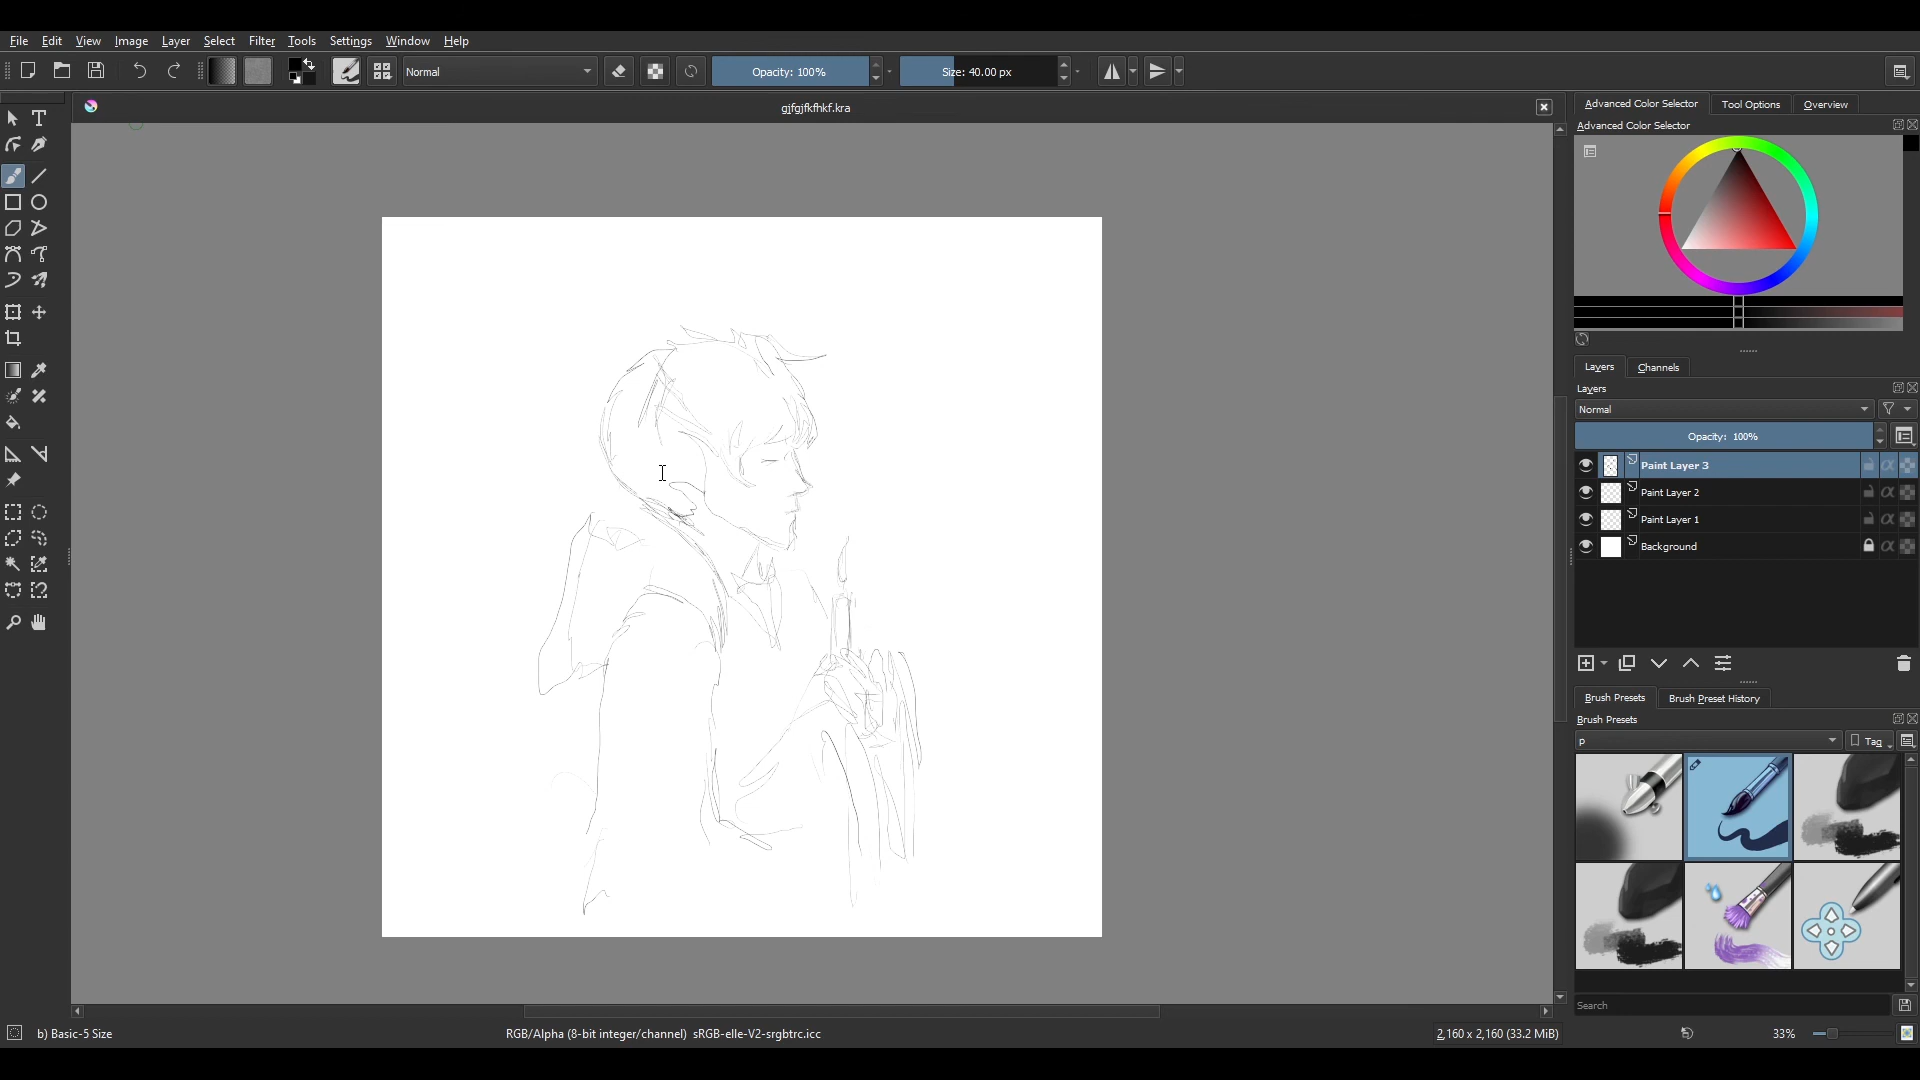 File Edit View Image Layer Select Filter Tools Settings Window Help
Normal Opacity: 100% Size: 40.00 px
gjfgjfkfhkf.kra
Advanced Color Selector Tool Options Overview
Advanced Color Selector
Layers Channels
Layers
Normal
Opacity: 100%
Paint Layer 3
Paint Layer 2
Paint Layer 1
Background
Brush Presets Brush Preset History
Brush Presets
p Tag
Search
b) Basic-5 Size RGB/Alpha (8-bit integer/channel) sRGB-elle-V2-srgbtrc.icc 2,160 x 2,160 (33.2 MiB) 33%